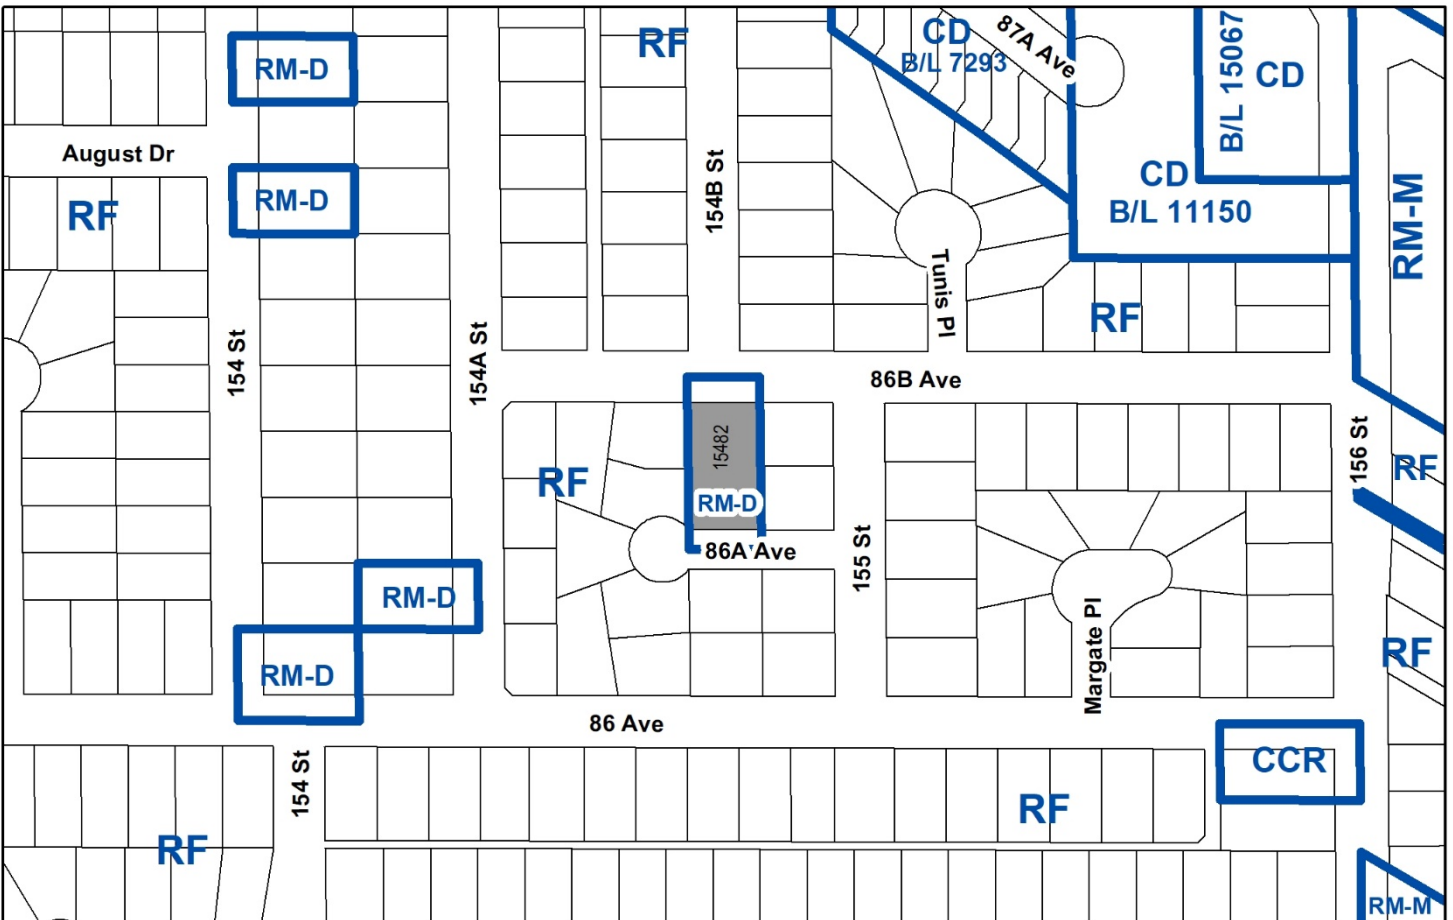 RM-D
RF
CD
B/L 7293
87A Ave
B/L 15067
CD
August Dr
RM-D
RF
154B St
CD
B/L 11150
RM-M
Tunis Pl
RF
154 St
154A St
86B Ave
15482
RM-D
RF
156 St
RF
86A Ave
155 St
RM-D
RM-D
Margate Pl
RF
86 Ave
154 St
CCR
RF
RF
RM-M